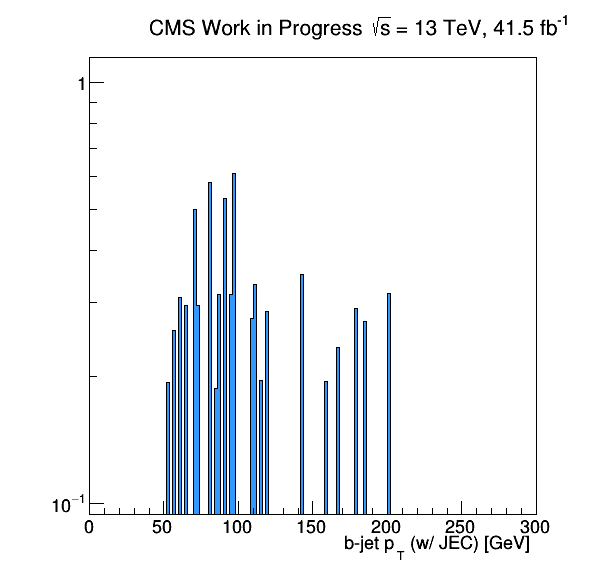 CMS Work in Progress √s = 13 TeV, 41.5 fb⁻¹
1
10⁻¹
0 50 100 150 200 250 300
b-jet p_T (w/ JEC) [GeV]